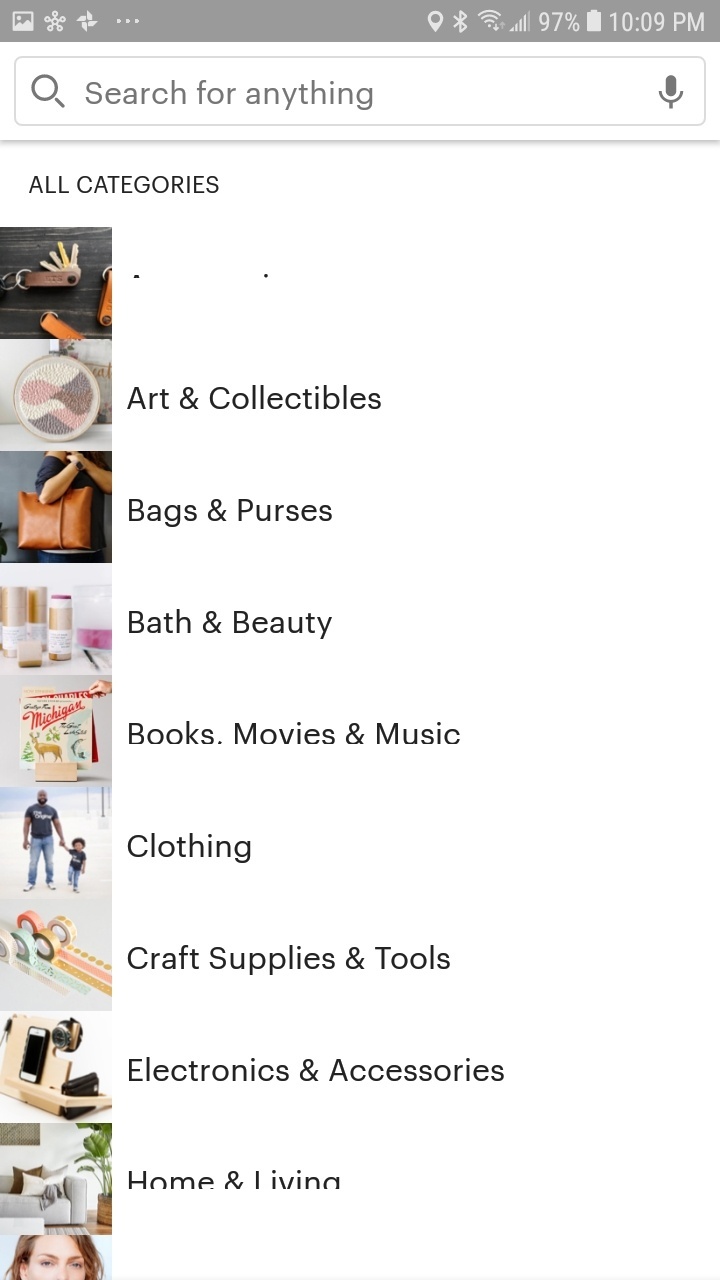 97% 10:09 PM
Search for anything
ALL CATEGORIES
Art & Collectibles
Bags & Purses
Bath & Beauty
Michigan
Books, Movies & Music
Clothing
Craft Supplies & Tools
Electronics & Accessories
Home & Living